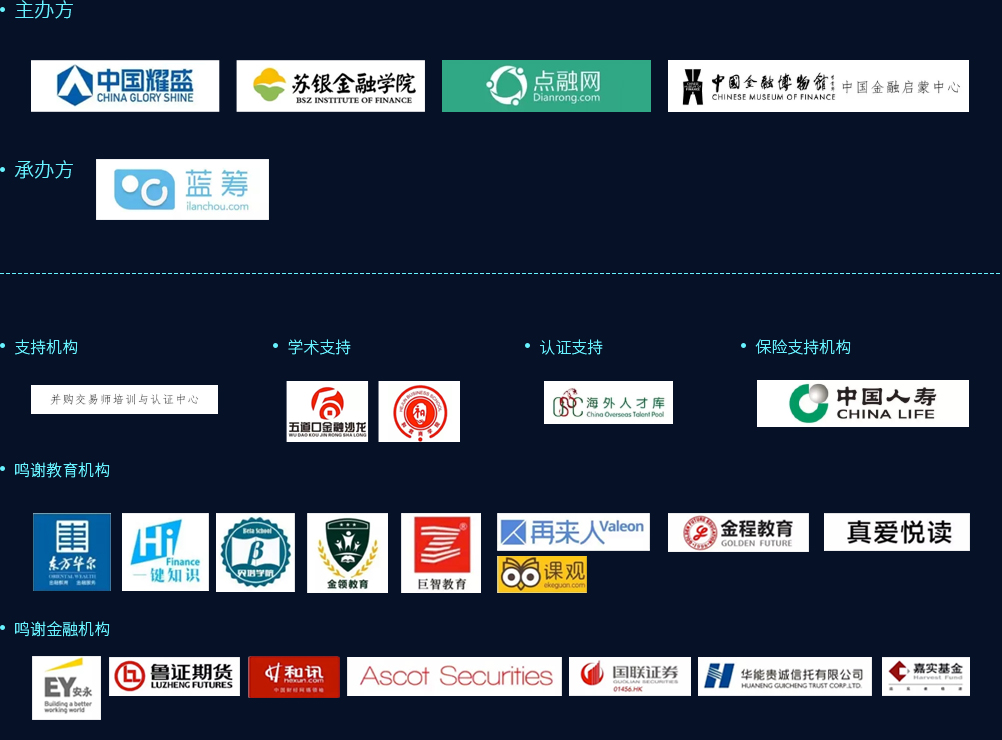 主办方
中国耀盛
CHINA GLORY SHINE
苏银金融学院
BSZ INSTITUTE OF FINANCE
点融网
Dianrong.com
中国金融博物馆
CHINESE MUSEUM OF FINANCE
中国金融启蒙中心
承办方
蓝筹
ilanchou.com
支持机构
学术支持
认证支持
保险支持机构
并购交易师培训与认证中心
五道口金融沙龙
WU DAO KOU JIN RONG SHA LONG
海外人才库
China Overseas Talent Pool
中国人寿
CHINA LIFE
鸣谢教育机构
东方华尔
ORIENTAL WEALTH
Hi
Finance
一键知识
Beta School
β
贝塔学院
金领教育
巨智教育
再来人Valeon
课观
ekeguan.com
金程教育
GOLDEN FUTURE
真爱悦读
鸣谢金融机构
EY安永
Building a better
working world
鲁证期货
LUZHENG FUTURES
和讯
hexun.com
Ascot Securities
国联证券
GUOLIAN SECURITIES
01456.HK
华能贵诚信托有限公司
HUANENG GUICHENG TRUST CORP.LTD.
嘉实基金
Harvest Fund